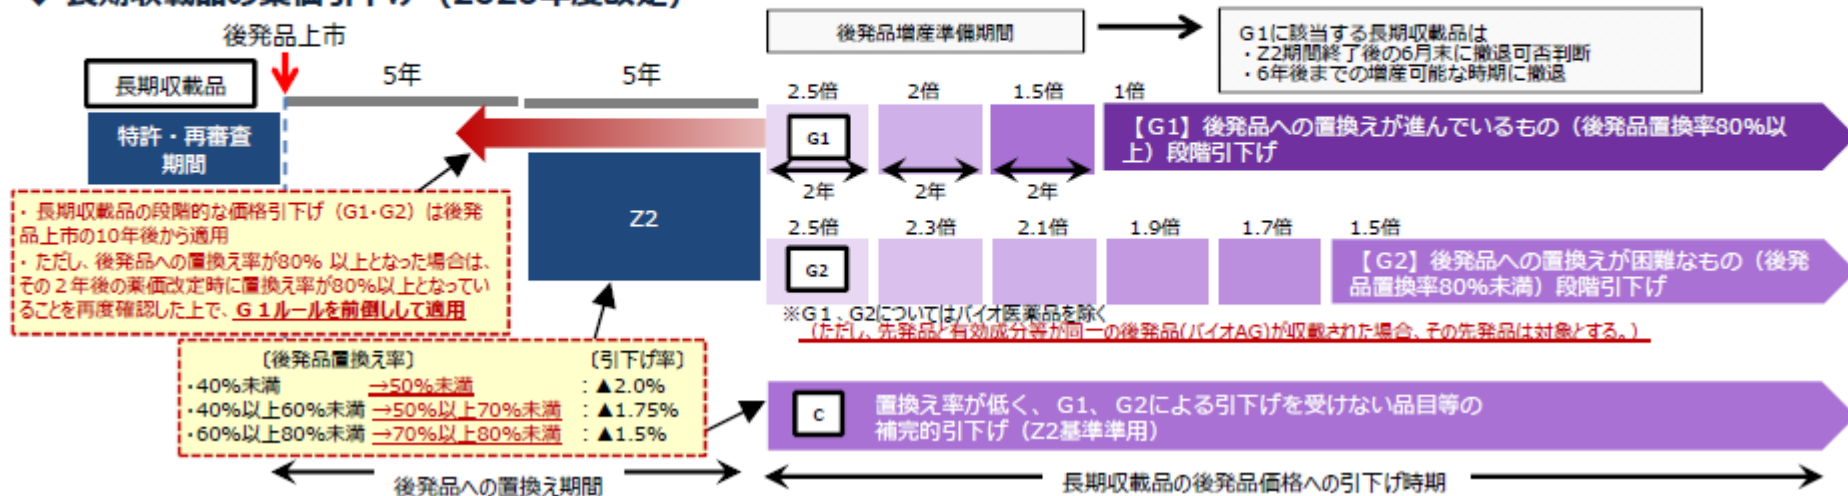 長期収載品の薬価引下げ（2020年度改定）
後発品上市
長期収載品
5年
5年
特許・再審査
期間
後発品増産準備期間
G1に該当する長期収載品は
・Z2期間終了後の6月末に撤退可否判断
・6年後までの増産可能な時期に撤退
2.5倍
2倍
1.5倍
1倍
G1
【G1】後発品への置換えが進んでいるもの（後発品置換率80%以
上）段階引下げ
2年
2年
2年
Z2
・ 長期収載品の段階的な価格引下げ（G1・G2）は後発
品上市の10年後から適用
・ ただし、後発品への置換え率が80% 以上となった場合は、
その２年後の薬価改定時に置換え率が80%以上となってい
ることを再度確認した上で、Ｇ１ルールを前倒しして適用
2.5倍
2.3倍
2.1倍
1.9倍
1.7倍
1.5倍
G2
【Ｇ2】後発品への置換えが困難なもの（後発
品置換率80%未満）段階引下げ
※Ｇ１、Ｇ2についてはバイオ医薬品を除く
（ただし、先発品と有効成分等が同一の後発品(バイオAG)が収載された場合、その先発品は対象とする。）
〔後発品置換え率〕 〔引下げ率〕
・40%未満 →50%未満 ：▲2.0%
・40%以上60%未満 →50%以上70%未満 ：▲1.75%
・60%以上80%未満 →70%以上80%未満 ：▲1.5%
C
置換え率が低く、Ｇ1、Ｇ2による引下げを受けない品目等の
補完的引下げ（Z2基準準用）
後発品への置換え期間
長期収載品の後発品価格への引下げ時期